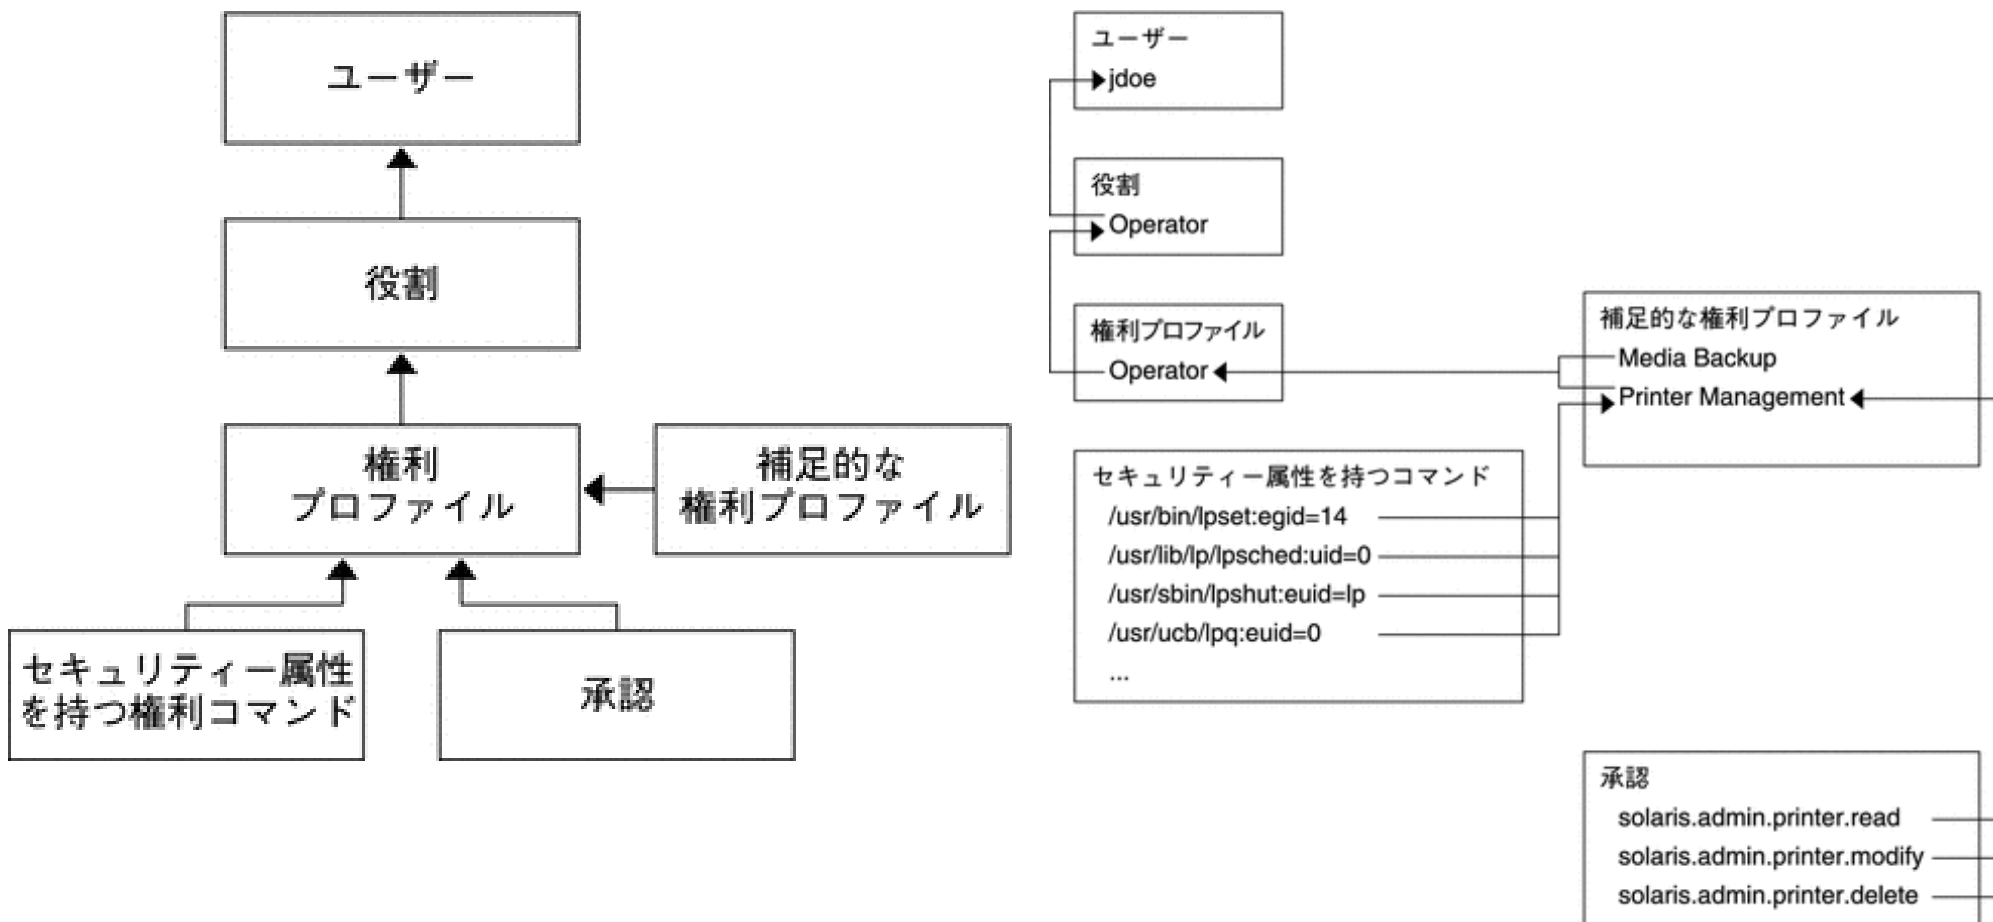 ユーザー
役割
権利
プロファイル
補足的な
権利プロファイル
セキュリティー属性
を持つ権利コマンド
承認
ユーザー
jdoe
役割
Operator
権利プロファイル
Operator
補足的な権利プロファイル
Media Backup
Printer Management
セキュリティー属性を持つコマンド
/usr/bin/lpset:egid=14
/usr/lib/lp/lpsched:uid=0
/usr/sbin/lpshut:euid=lp
/usr/ucb/lpq:euid=0
...
承認
solaris.admin.printer.read
solaris.admin.printer.modify
solaris.admin.printer.delete